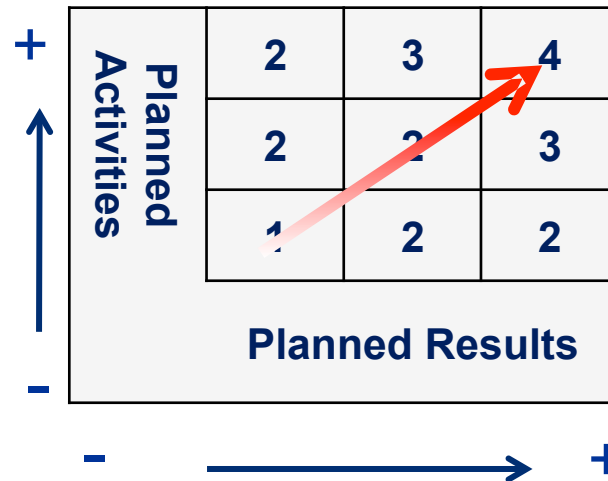 +
Planned
Activities
2 3 4
2 2 3
1 2 2
Planned Results
-
- +